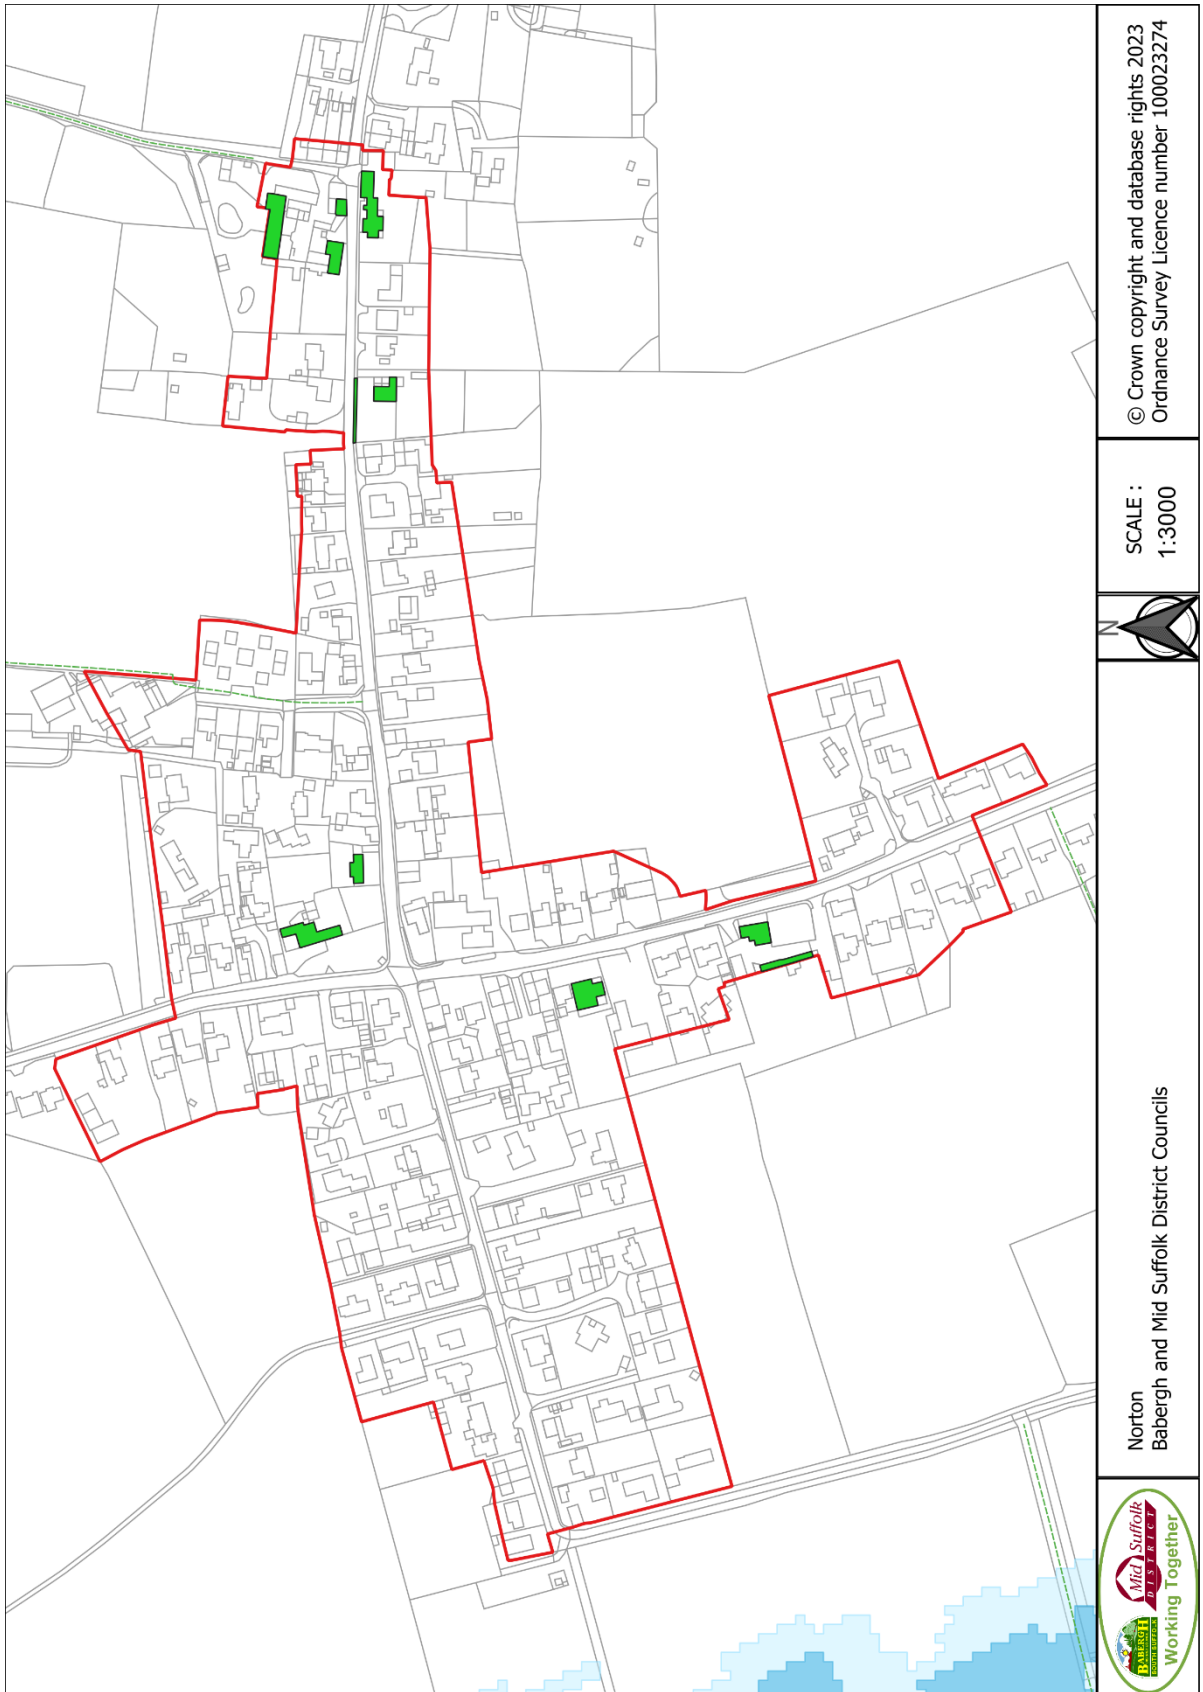 Norton
Babergh and Mid Suffolk District Councils
N
SCALE :
1:3000
© Crown copyright and database rights 2023
Ordnance Survey Licence number 100023274
BABERGH
SOUTH SUFFOLK
Mid Suffolk
DISTRICT
Working Together